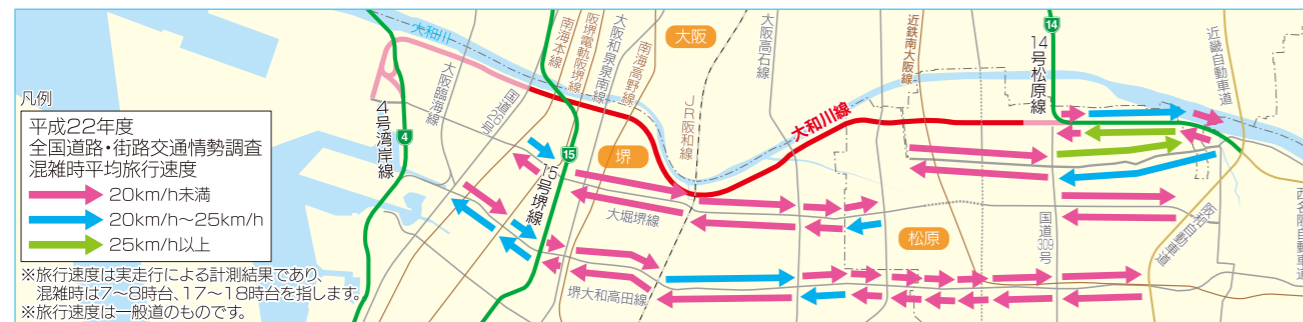 大和川
大阪臨海線
国道26号
南海本線
阪堺電軌阪堺線
大阪和泉泉南線
南海高野線
大阪
大阪高石線
近鉄南大阪線
14
14号松原線
近畿自動車道
凡例
平成22年度
全国道路・街路交通情勢調査
混雑時平均旅行速度
20km/h未満
20km/h～25km/h
25km/h以上
※旅行速度は実走行による計測結果であり、
混雑時は7～8時台、17～18時台を指します。
※旅行速度は一般道のものです。
4号湾岸線
4
15
15号堺線
堺
JR阪和線
大和川線
大堀堺線
堺大和高田線
松原
国道309号
阪和自動車道
西名阪自動車道